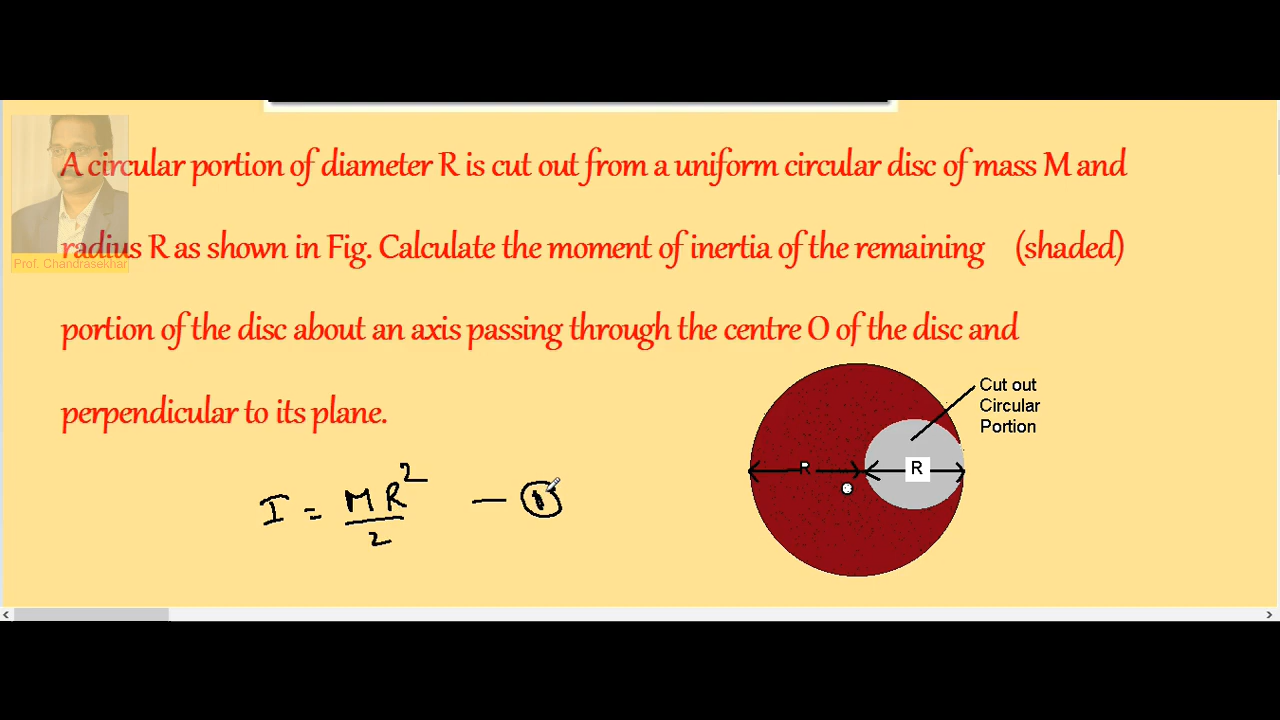 A circular portion of diameter R is cut out from a uniform circular disc of mass M and
radius R as shown in Fig. Calculate the moment of inertia of the remaining (shaded)
Prof. Chandrasekhar
portion of the disc about an axis passing through the centre O of the disc and
perpendicular to its plane.
Cut out
Circular
Portion
R
R
O
I = MR²/2 — ①